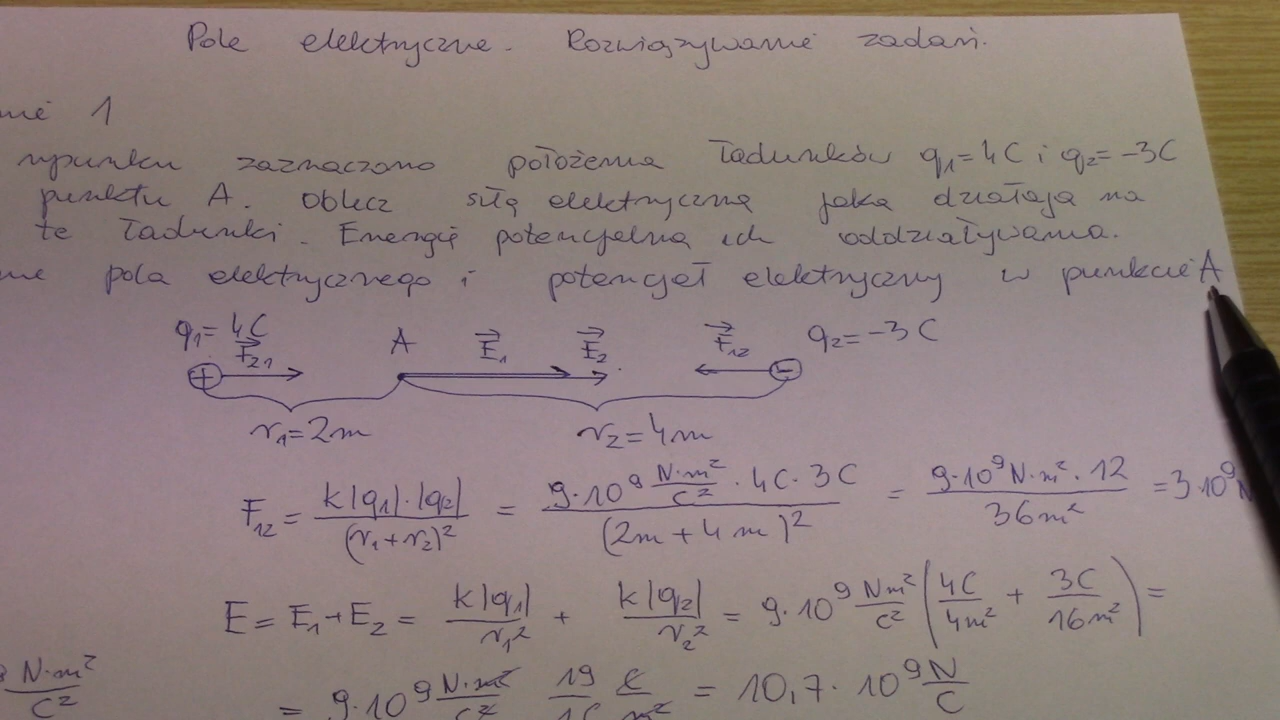 Pole elektryczne. Rozwiązywanie zadań.
nie 1
rysunku zaznaczono położenia ładunków q₁=4C i q₂=-3C
punktu A. Oblicz siłę elektryczną jaką działają na
te ładunki. Energię potencjalną ich oddziaływania.
nie pola elektrycznego i potencjał elektryczny w punkcie A
q₁=4C F₂₁ A E₁ E₂ F₁₂ q₂=-3C
+ -
r₁=2m r₂=4m
F₁₂ = k|q₁|·|q₂| / (r₁+r₂)² = 9·10⁹ N·m²/C² · 4C·3C / (2m+4m)² = 9·10⁹ N·m²·12 / 36m² = 3·10⁹ N
E = E₁+E₂ = k|q₁| / r₁² + k|q₂| / r₂² = 9·10⁹ Nm²/C² (4C/4m² + 3C/16m²) =
N·m²/C² = 9·10⁹ N·m²/C² 19/16 C/m² = 10,7·10⁹ N/C